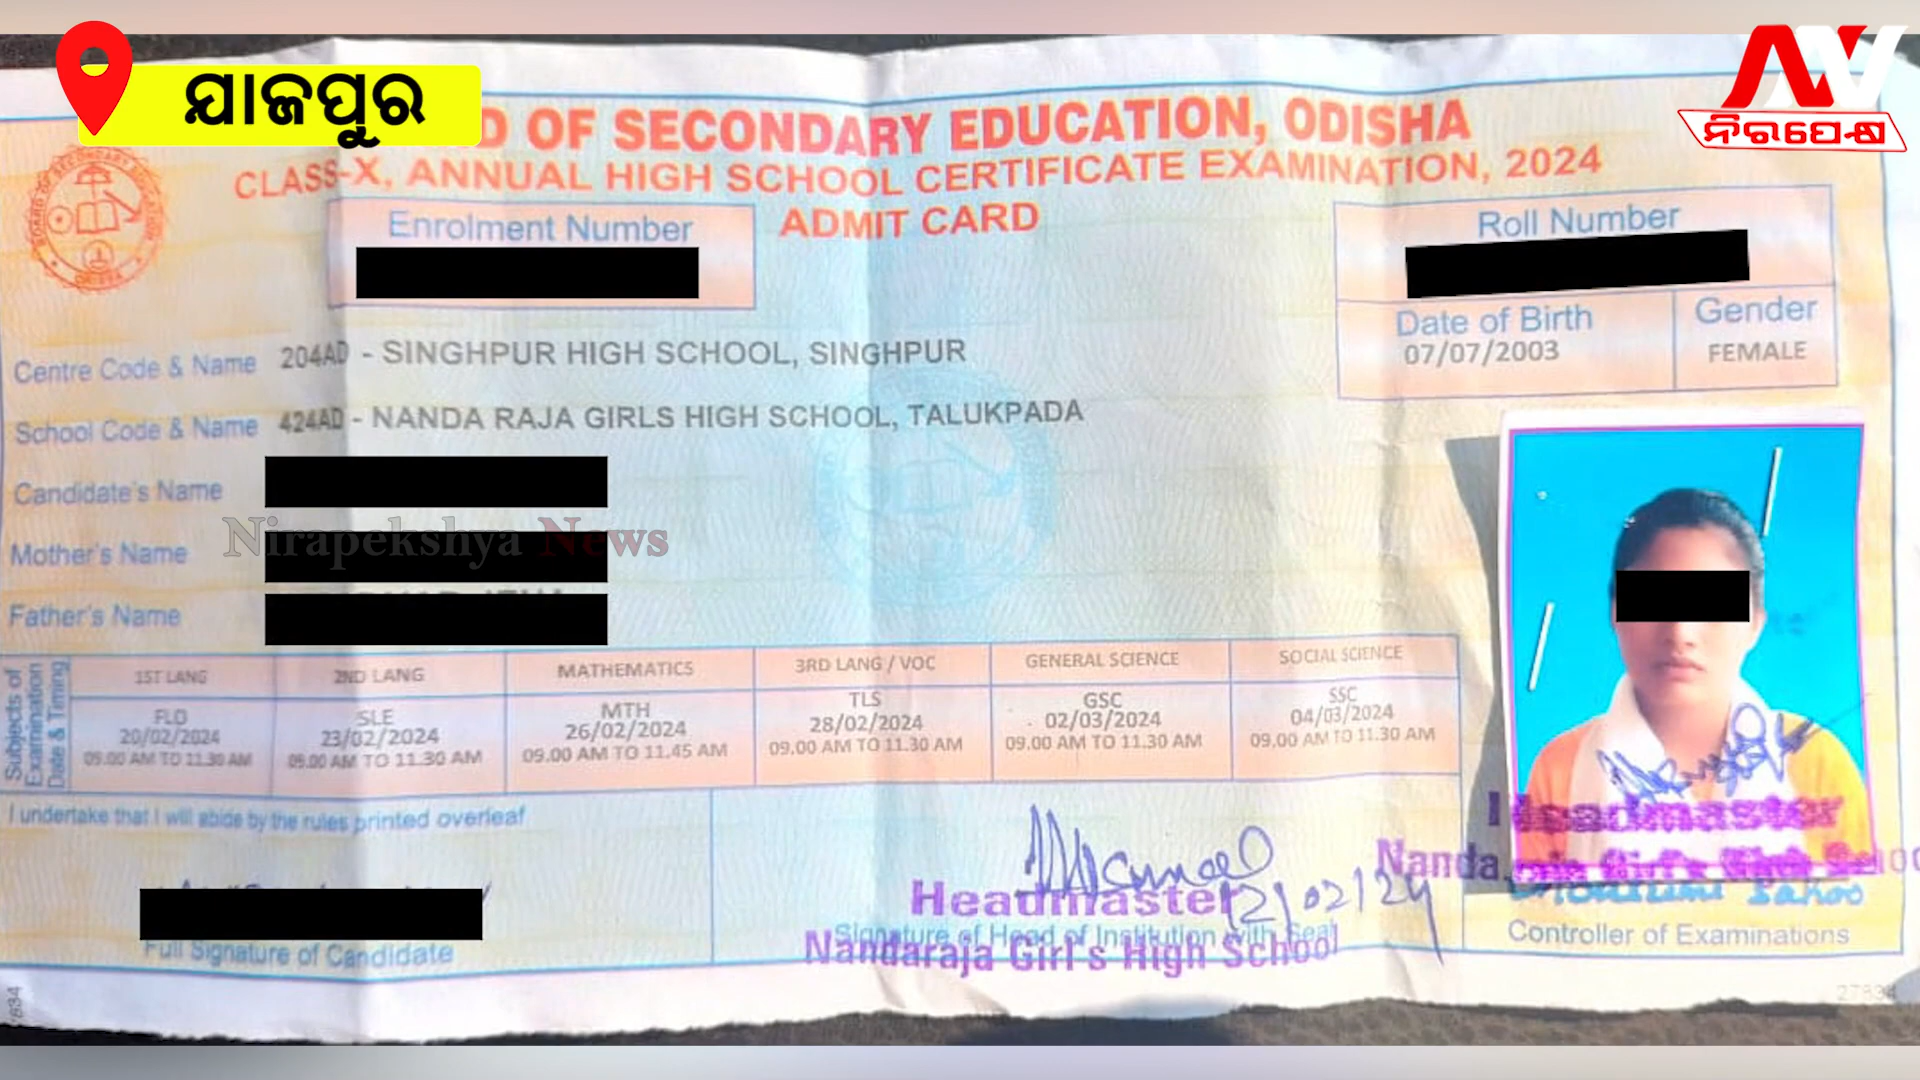 ଯାଜପୁର
ନିରପେକ୍ଷ
D OF SECONDARY EDUCATION, ODISHA
CLASS-X, ANNUAL HIGH SCHOOL CERTIFICATE EXAMINATION, 2024
ADMIT CARD
Enrolment Number
Roll Number
Date of Birth
07/07/2003
Gender
FEMALE
Centre Code & Name 204AD - SINGHPUR HIGH SCHOOL, SINGHPUR
School Code & Name 424AD - NANDA RAJA GIRLS HIGH SCHOOL, TALUKPADA
Candidate's Name
Nirapekshya News
Mother's Name
Father's Name
Subjects of
Examination
Date & Timing
1ST LANG 2ND LANG MATHEMATICS 3RD LANG / VOC GENERAL SCIENCE SOCIAL SCIENCE
FLO SLE MTH TLS GSC SSC
20/02/2024 23/02/2024 26/02/2024 28/02/2024 02/03/2024 04/03/2024
09.00 AM TO 11.30 AM 09.00 AM TO 11.30 AM 09.00 AM TO 11.45 AM 09.00 AM TO 11.30 AM 09.00 AM TO 11.30 AM 09.00 AM TO 11.30 AM
I undertake that I will abide by the rules printed overleaf
Full Signature of Candidate
Headmaster
12/02/24
Signature of Head of Institution with Seal
Nandaraja Girl's High School
Headmaster
Nanda
Sahoo
Controller of Examinations